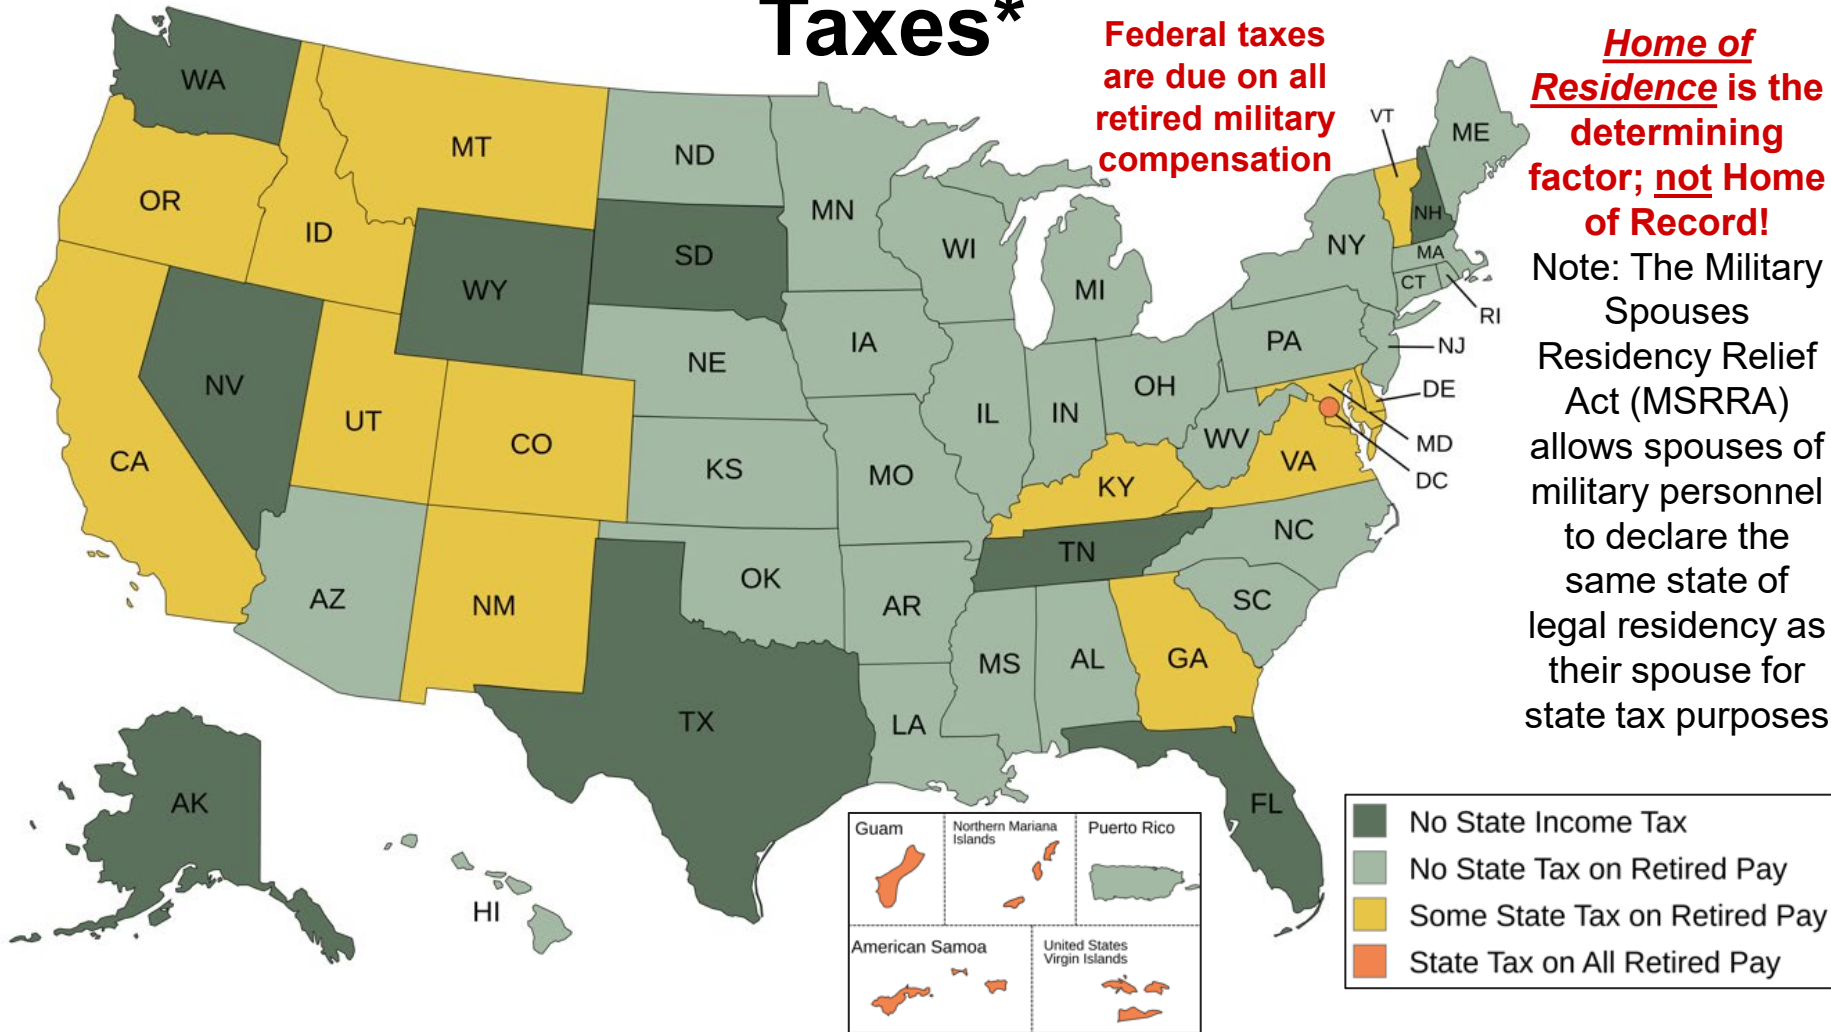 Taxes*
Federal taxes
are due on all
retired military
compensation
Home of
Residence is the
determining
factor; not Home
of Record!
Note: The Military
Spouses
Residency Relief
Act (MSRRA)
allows spouses of
military personnel
to declare the
same state of
legal residency as
their spouse for
state tax purposes
WA
OR
CA
NV
ID
MT
WY
UT
CO
AZ
NM
ND
SD
NE
KS
OK
TX
MN
IA
MO
AR
LA
WI
IL
MI
IN
OH
KY
TN
MS
AL
GA
FL
SC
NC
VA
WV
PA
NY
VT
NH
ME
MA
CT
RI
NJ
DE
MD
DC
AK
HI
Guam
Northern Mariana
Islands
Puerto Rico
American Samoa
United States
Virgin Islands
No State Income Tax
No State Tax on Retired Pay
Some State Tax on Retired Pay
State Tax on All Retired Pay